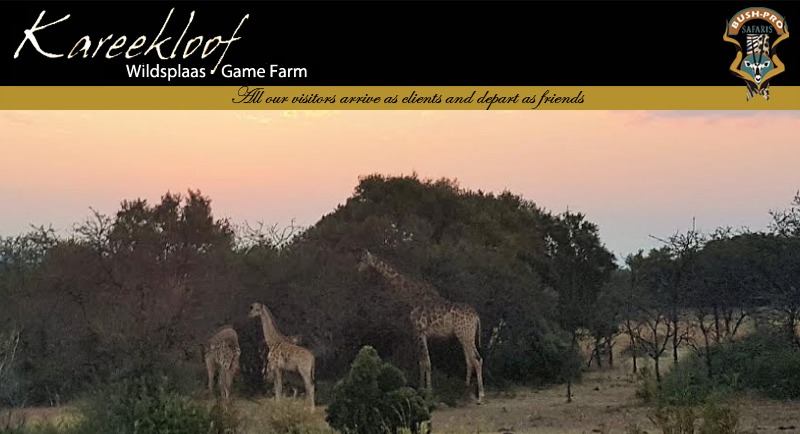 Kareekloof
Wildsplaas Game Farm
BUSH-PRO
SAFARIS
All our visitors arrive as clients and depart as friends